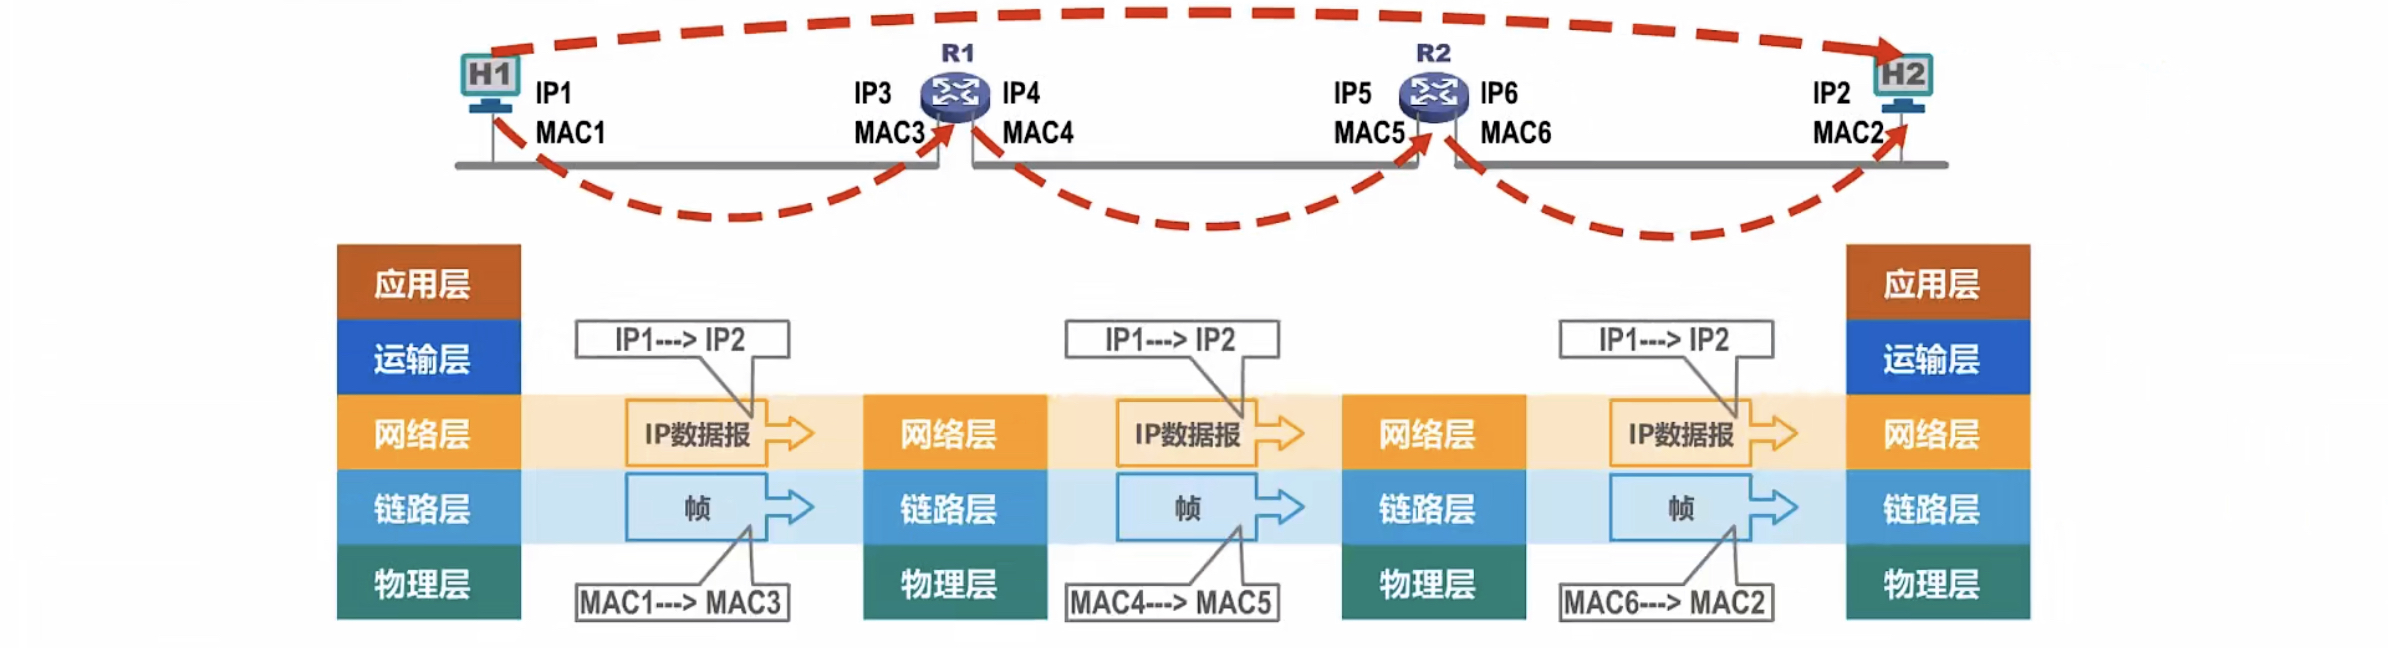 R1
R2
H1
H2
IP1
IP3
IP4
IP5
IP6
IP2
MAC1
MAC3
MAC4
MAC5
MAC6
MAC2
应用层
应用层
IP1---> IP2
IP1---> IP2
IP1---> IP2
运输层
运输层
网络层
IP数据报
网络层
IP数据报
网络层
IP数据报
网络层
链路层
帧
链路层
帧
链路层
帧
链路层
物理层
物理层
物理层
物理层
MAC1---> MAC3
MAC4---> MAC5
MAC6---> MAC2